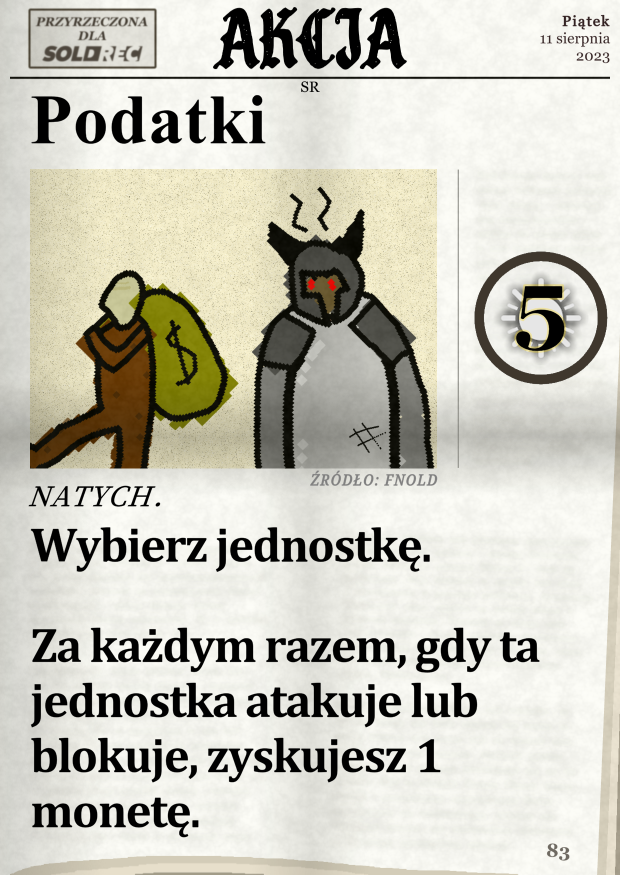 PRZYRZECZONA
DLA
SOLDREC
AKCJA
Piątek
11 sierpnia
2023
SR
Podatki
$
5
ŹRÓDŁO: FNOLD
NATYCH.
Wybierz jednostkę.
Za każdym razem, gdy ta
jednostka atakuje lub
blokuje, zyskujesz 1
monetę.
83